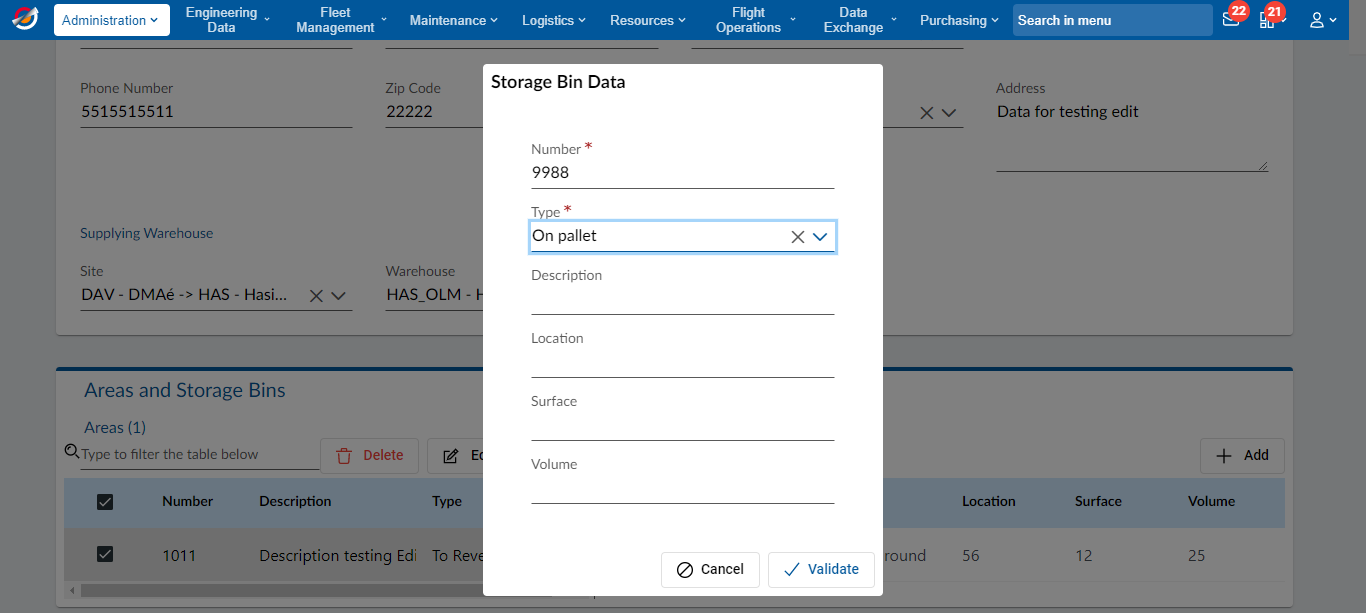 Administration
Engineering Data
Fleet Management
Maintenance
Logistics
Resources
Flight Operations
Data Exchange
Purchasing
Search in menu
22
21
Storage Bin Data
Phone Number
Zip Code
Address
5515515511
22222
Data for testing edit
Number *
9988
Type *
On pallet
Description
Location
Surface
Volume
Cancel
Validate
Supplying Warehouse
Site
Warehouse
DAV - DMAé -> HAS - Hasi...
HAS_OLM - H
Areas and Storage Bins
Areas (1)
Type to filter the table below
Delete
Add
Number
Description
Type
Location
Surface
Volume
1011
Description testing Edi
To Reve
round
56
12
25